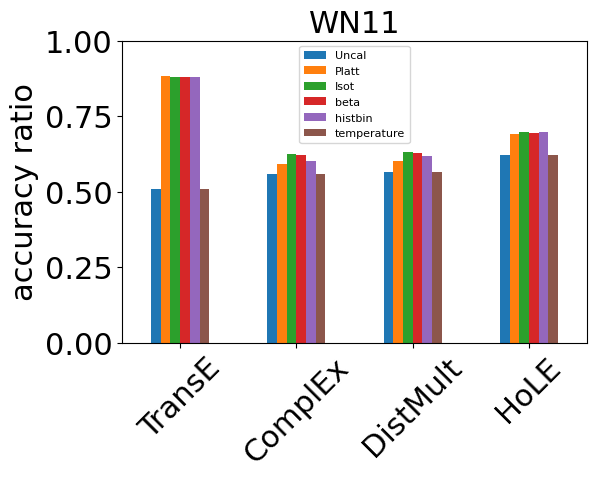 WN11
accuracy ratio
1.00
0.75
0.50
0.25
0.00
Uncal
Platt
Isot
beta
histbin
temperature
TransE
ComplEx
DistMult
HoLE